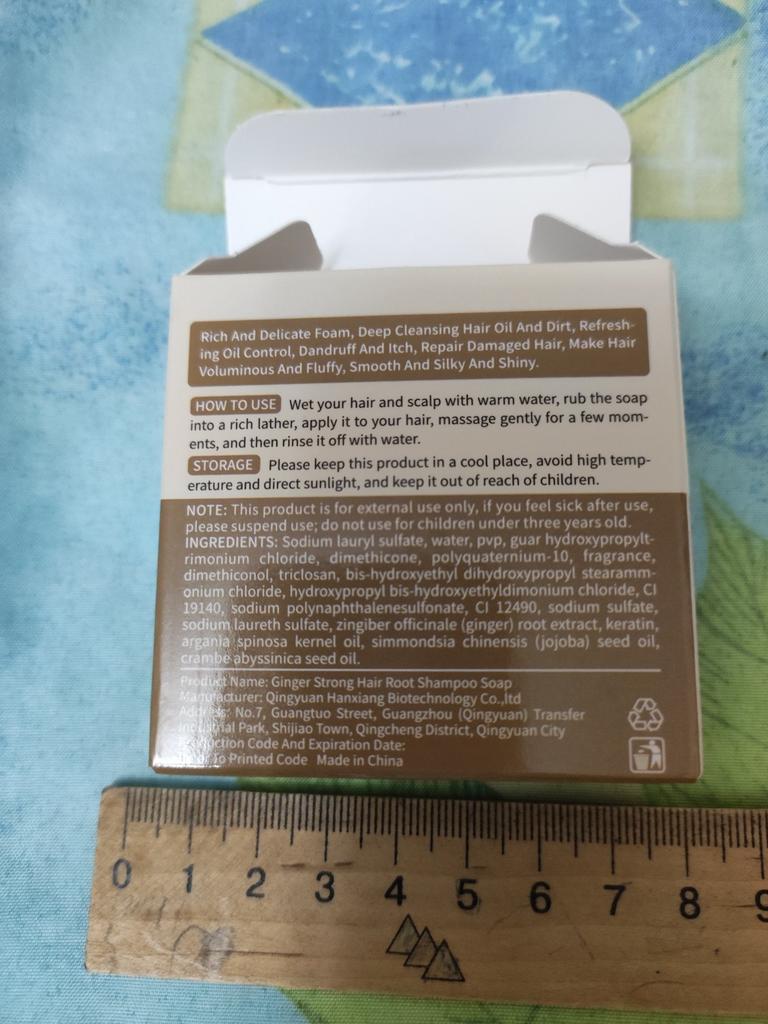 Rich And Delicate Foam, Deep Cleansing Hair Oil And Dirt, Refresh-
ing Oil Control, Dandruff And Itch, Repair Damaged Hair, Make Hair
Voluminous And Fluffy, Smooth And Silky And Shiny.
HOW TO USE Wet your hair and scalp with warm water, rub the soap
into a rich lather, apply it to your hair, massage gently for a few mom-
ents, and then rinse it off with water.
STORAGE Please keep this product in a cool place, avoid high temp-
erature and direct sunlight, and keep it out of reach of children.
NOTE: This product is for external use only, if you feel sick after use,
please suspend use; do not use for children under three years old.
INGREDIENTS: Sodium lauryl sulfate, water, pvp, guar hydroxypropylt-
rimonium chloride, dimethicone, polyquaternium-10, fragrance,
dimethiconol, triclosan, bis-hydroxyethyl dihydroxypropyl stearamm-
onium chloride, hydroxypropyl bis-hydroxyethyldimonium chloride, CI
19140, sodium polynaphthalenesulfonate, CI 12490, sodium sulfate,
sodium laureth sulfate, zingiber officinale (ginger) root extract, keratin,
argania spinosa kernel oil, simmondsia chinensis (jojoba) seed oil,
crambe abyssinica seed oil.
Product Name: Ginger Strong Hair Root Shampoo Soap
Manufacturer: Qingyuan Hanxiang Biotechnology Co.,ltd
Address: No.7, Guangtuo Street, Guangzhou (Qingyuan) Transfer
Industrial Park, Shijiao Town, Qingcheng District, Qingyuan City
Production Code And Expiration Date:
To Printed Code Made in China
0 1 2 3 4 5 6 7 8 9